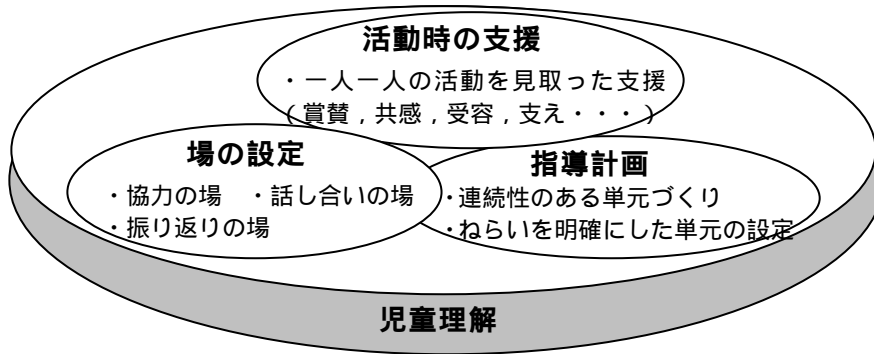 活動時の支援
・一人一人の活動を見取った支援
(賞賛，共感，受容，支え・・・)
場の設定
・協力の場　・話し合いの場
・振り返りの場
指導計画
・連続性のある単元づくり
・ねらいを明確にした単元の設定
児童理解